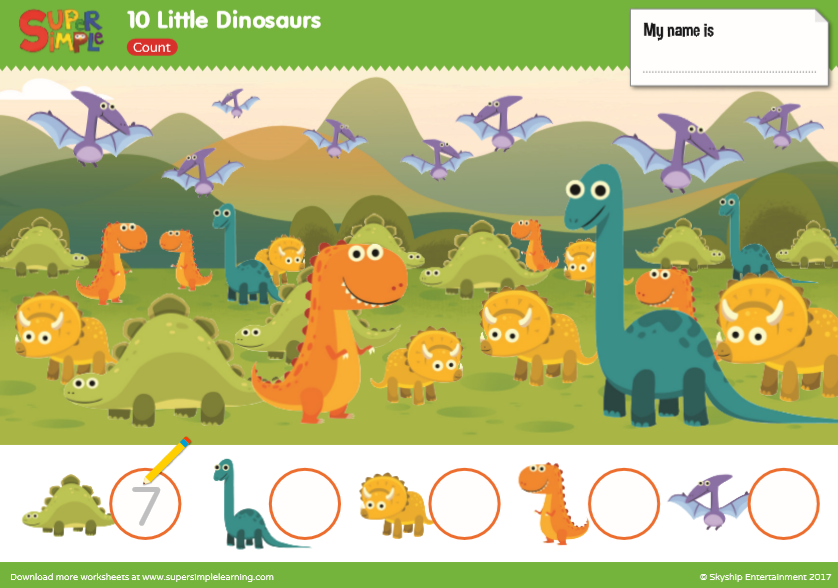 SUPER
SIMPLE
10 Little Dinosaurs
Count
My name is
7
Download more worksheets at www.supersimplelearning.com
© Skyship Entertainment 2017